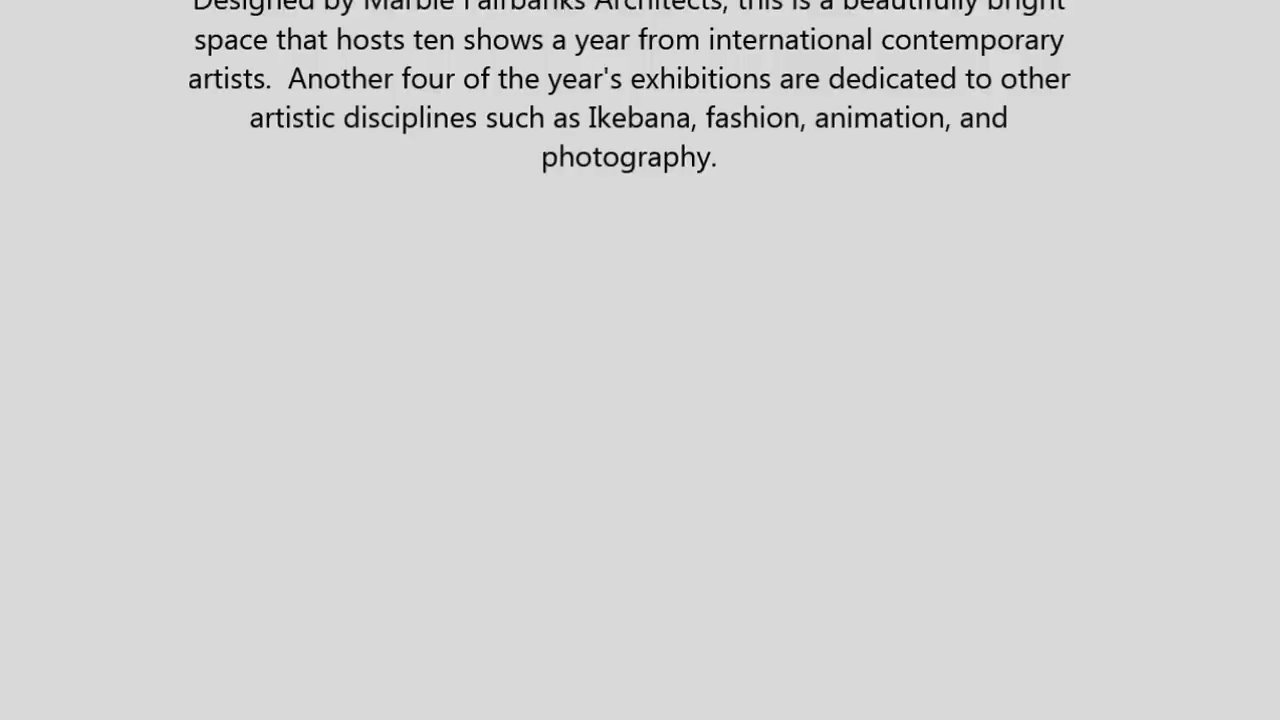 Designed by Marble Fairbanks Architects, this is a beautifully bright
space that hosts ten shows a year from international contemporary
artists.  Another four of the year's exhibitions are dedicated to other
artistic disciplines such as Ikebana, fashion, animation, and
photography.